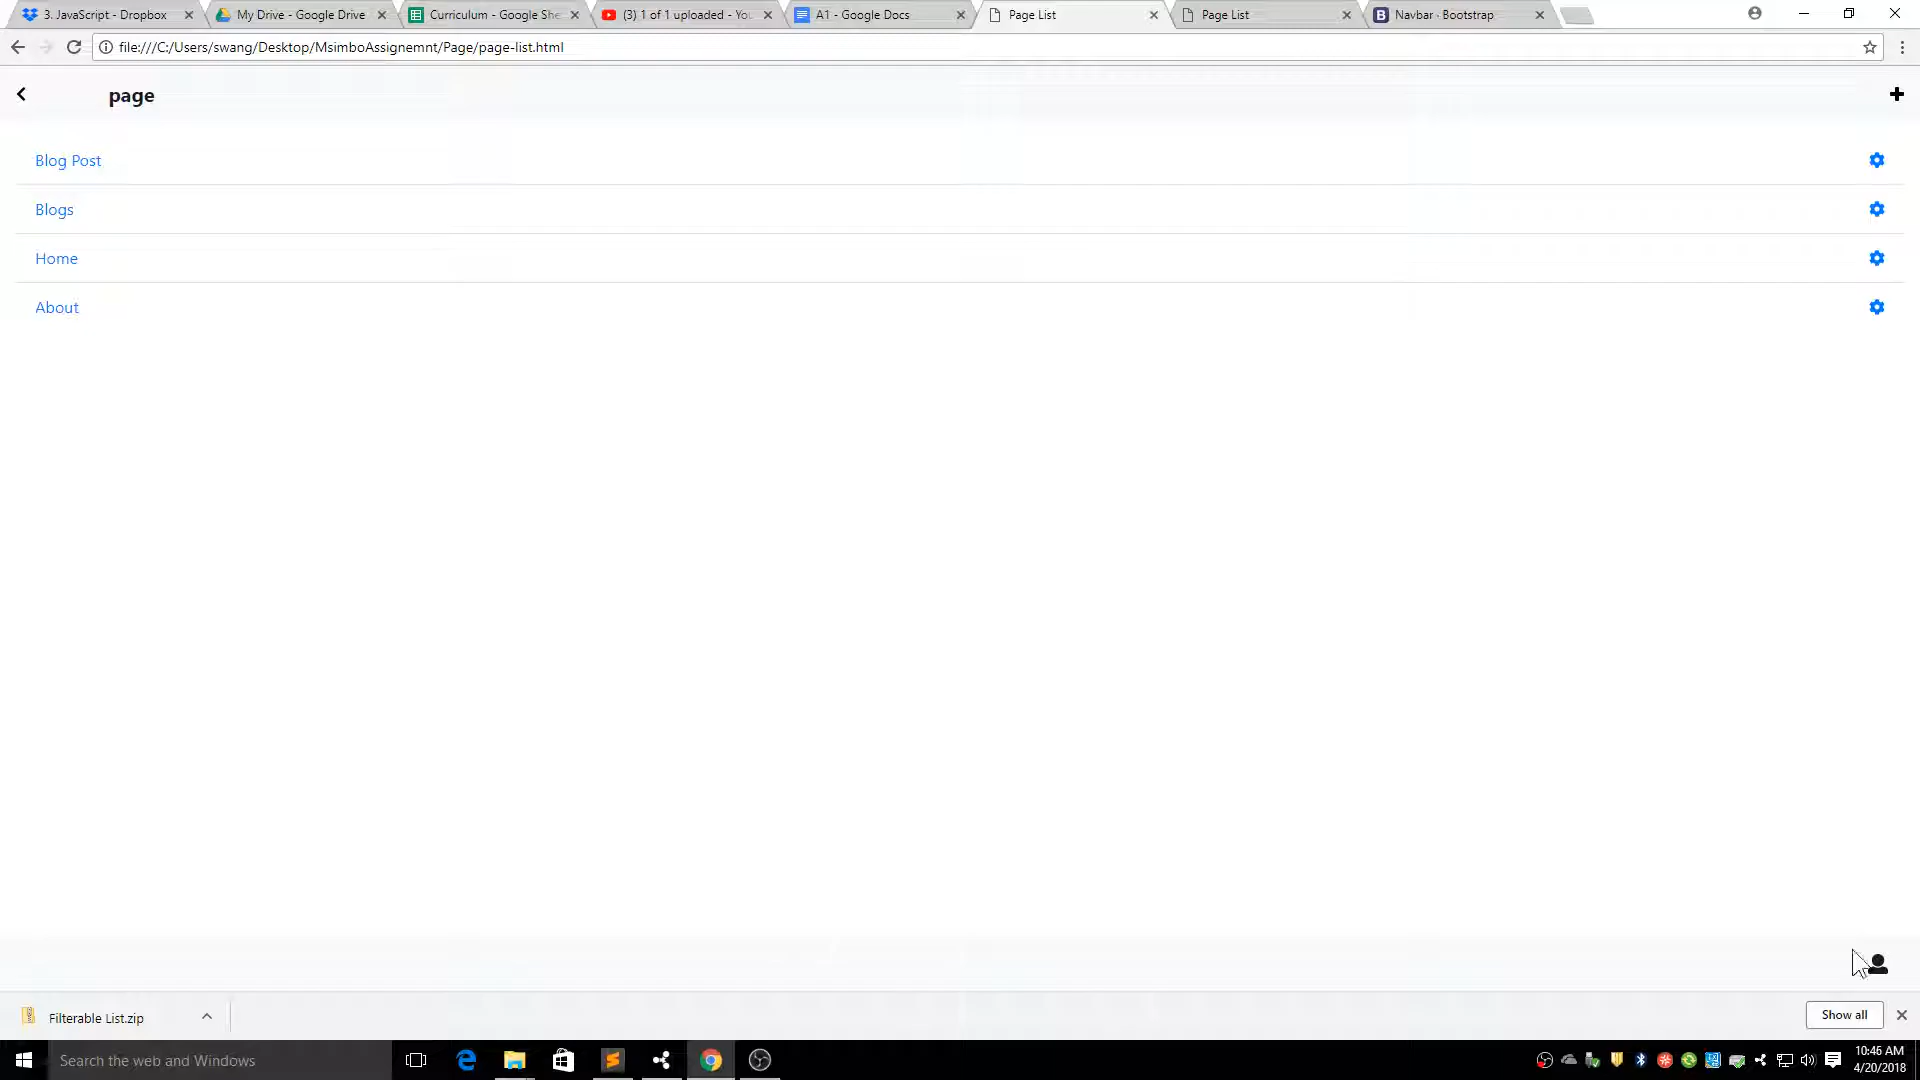 3. JavaScript - Dropbox
My Drive - Google Drive
Curriculum - Google She
(3) 1 of 1 uploaded - You
A1 - Google Docs
Page List
Page List
Navbar · Bootstrap
file:///C:/Users/swang/Desktop/MsimboAssignemnt/Page/page-list.html
page
Blog Post
Blogs
Home
About
Filterable List.zip
Show all
Search the web and Windows
10:46 AM
4/20/2018